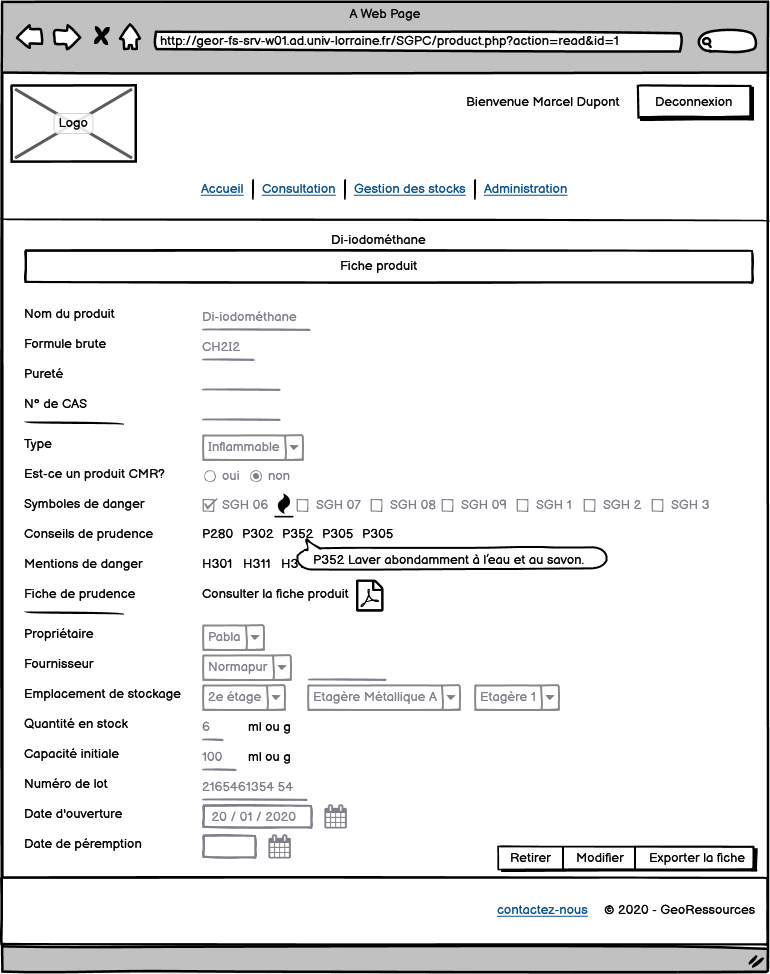 A Web Page
http://geor-fs-srv-w01.ad.univ-lorraine.fr/SGPC/product.php?action=read&id=1
Logo
Bienvenue Marcel Dupont
Deconnexion
Accueil | Consultation | Gestion des stocks | Administration
Di-iodométhane
Fiche produit
Nom du produit Di-iodométhane
Formule brute CH2I2
Pureté
N° de CAS
Type Inflammable
Est-ce un produit CMR? oui non
Symboles de danger SGH 06 SGH 07 SGH 08 SGH 09 SGH 1 SGH 2 SGH 3
Conseils de prudence P280 P302 P352 P305 P305
P352 Laver abondamment à l'eau et au savon.
Mentions de danger H301 H311
Fiche de prudence Consulter la fiche produit
Propriétaire Pabla
Fournisseur Normapur
Emplacement de stockage 2e étage Etagère Métallique A Etagère 1
Quantité en stock 6 ml ou g
Capacité initiale 100 ml ou g
Numéro de lot 2165461354 54
Date d'ouverture 20 / 01 / 2020
Date de péremption
Retirer Modifier Exporter la fiche
contactez-nous © 2020 - GeoRessources